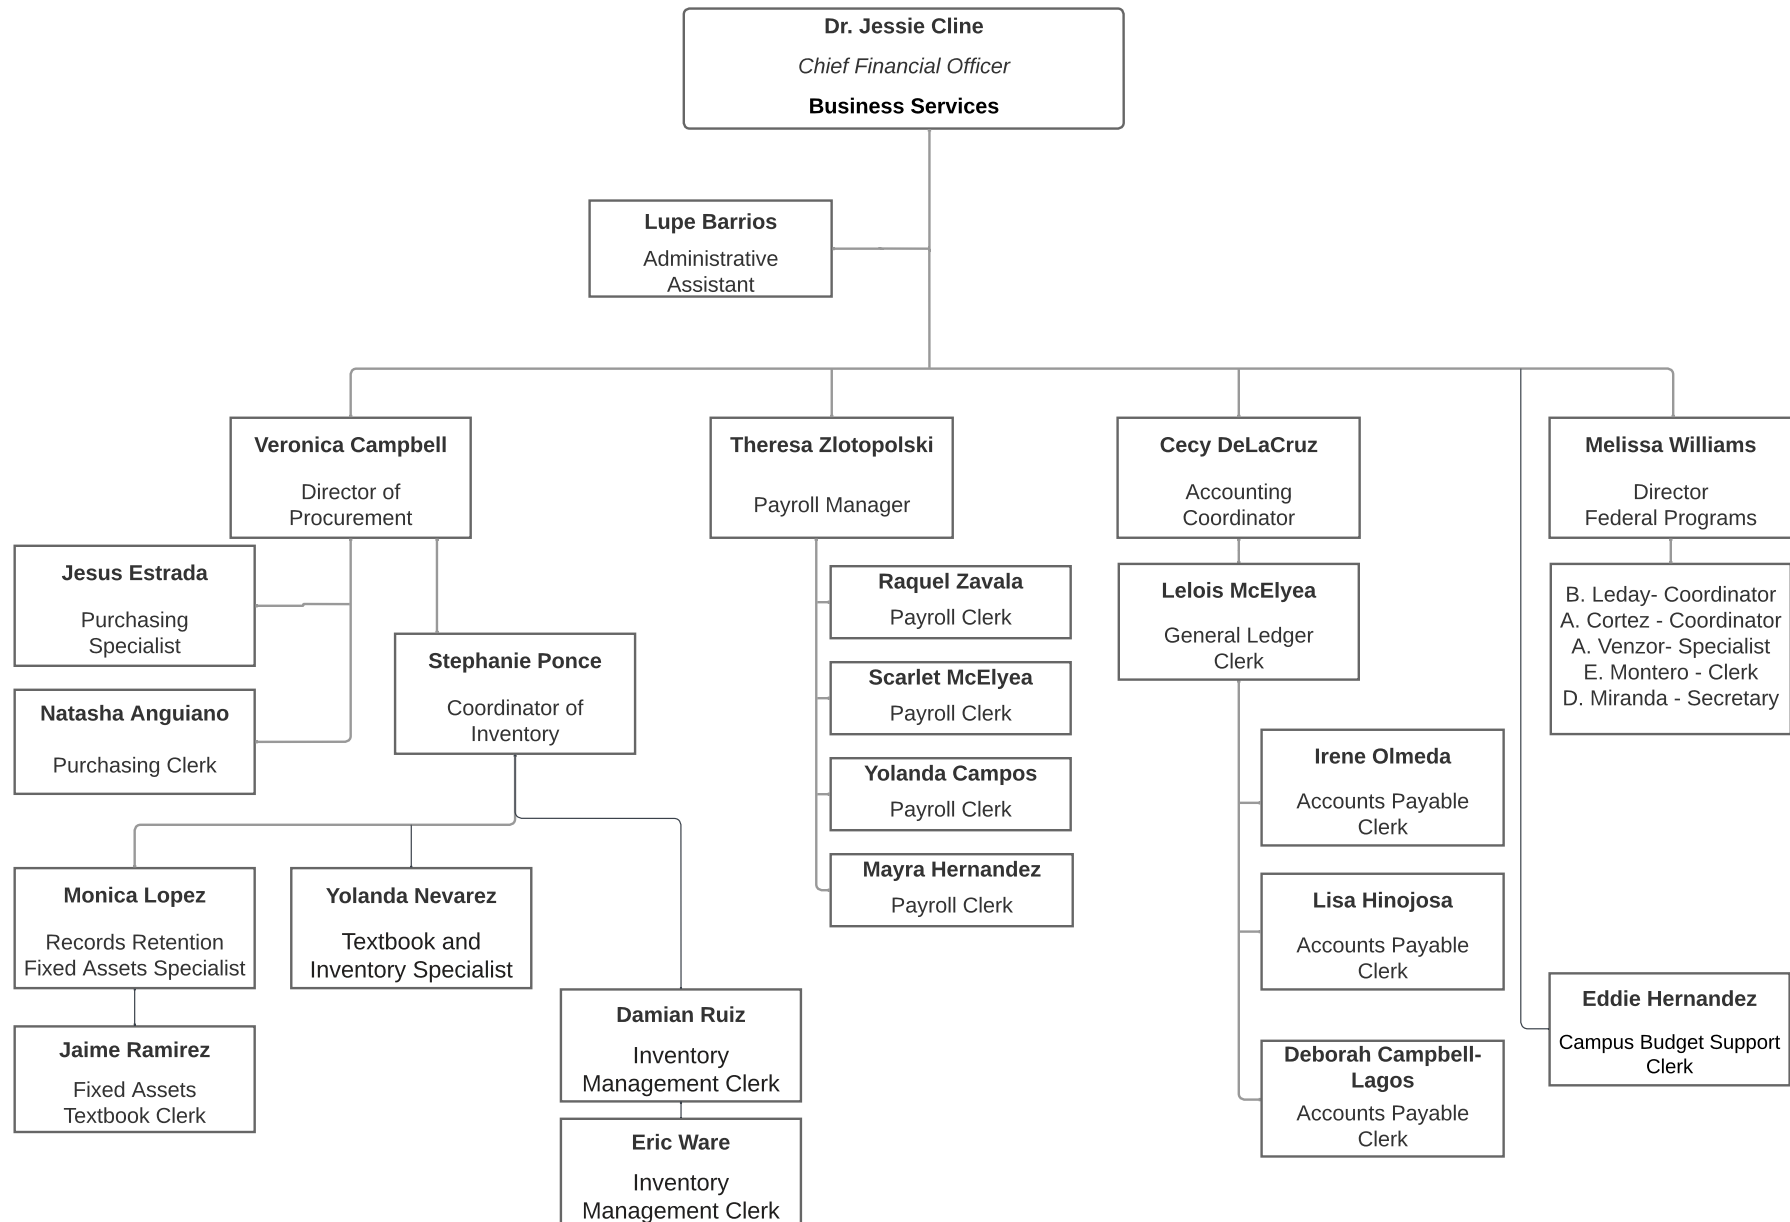 Dr. Jessie Cline
Chief Financial Officer
Business Services
Lupe Barrios
Administrative
Assistant
Veronica Campbell
Director of
Procurement
Theresa Zlotopolski
Payroll Manager
Cecy DeLaCruz
Accounting
Coordinator
Melissa Williams
Director
Federal Programs
Jesus Estrada
Purchasing
Specialist
Natasha Anguiano
Purchasing Clerk
Stephanie Ponce
Coordinator of
Inventory
Monica Lopez
Records Retention
Fixed Assets Specialist
Jaime Ramirez
Fixed Assets
Textbook Clerk
Yolanda Nevarez
Textbook and
Inventory Specialist
Damian Ruiz
Inventory
Management Clerk
Eric Ware
Inventory
Management Clerk
Raquel Zavala
Payroll Clerk
Scarlet McElyea
Payroll Clerk
Yolanda Campos
Payroll Clerk
Mayra Hernandez
Payroll Clerk
Lelois McElyea
General Ledger
Clerk
Irene Olmeda
Accounts Payable
Clerk
Lisa Hinojosa
Accounts Payable
Clerk
Deborah Campbell-
Lagos
Accounts Payable
Clerk
B. Leday- Coordinator
A. Cortez - Coordinator
A. Venzor- Specialist
E. Montero - Clerk
D. Miranda - Secretary
Eddie Hernandez
Campus Budget Support
Clerk